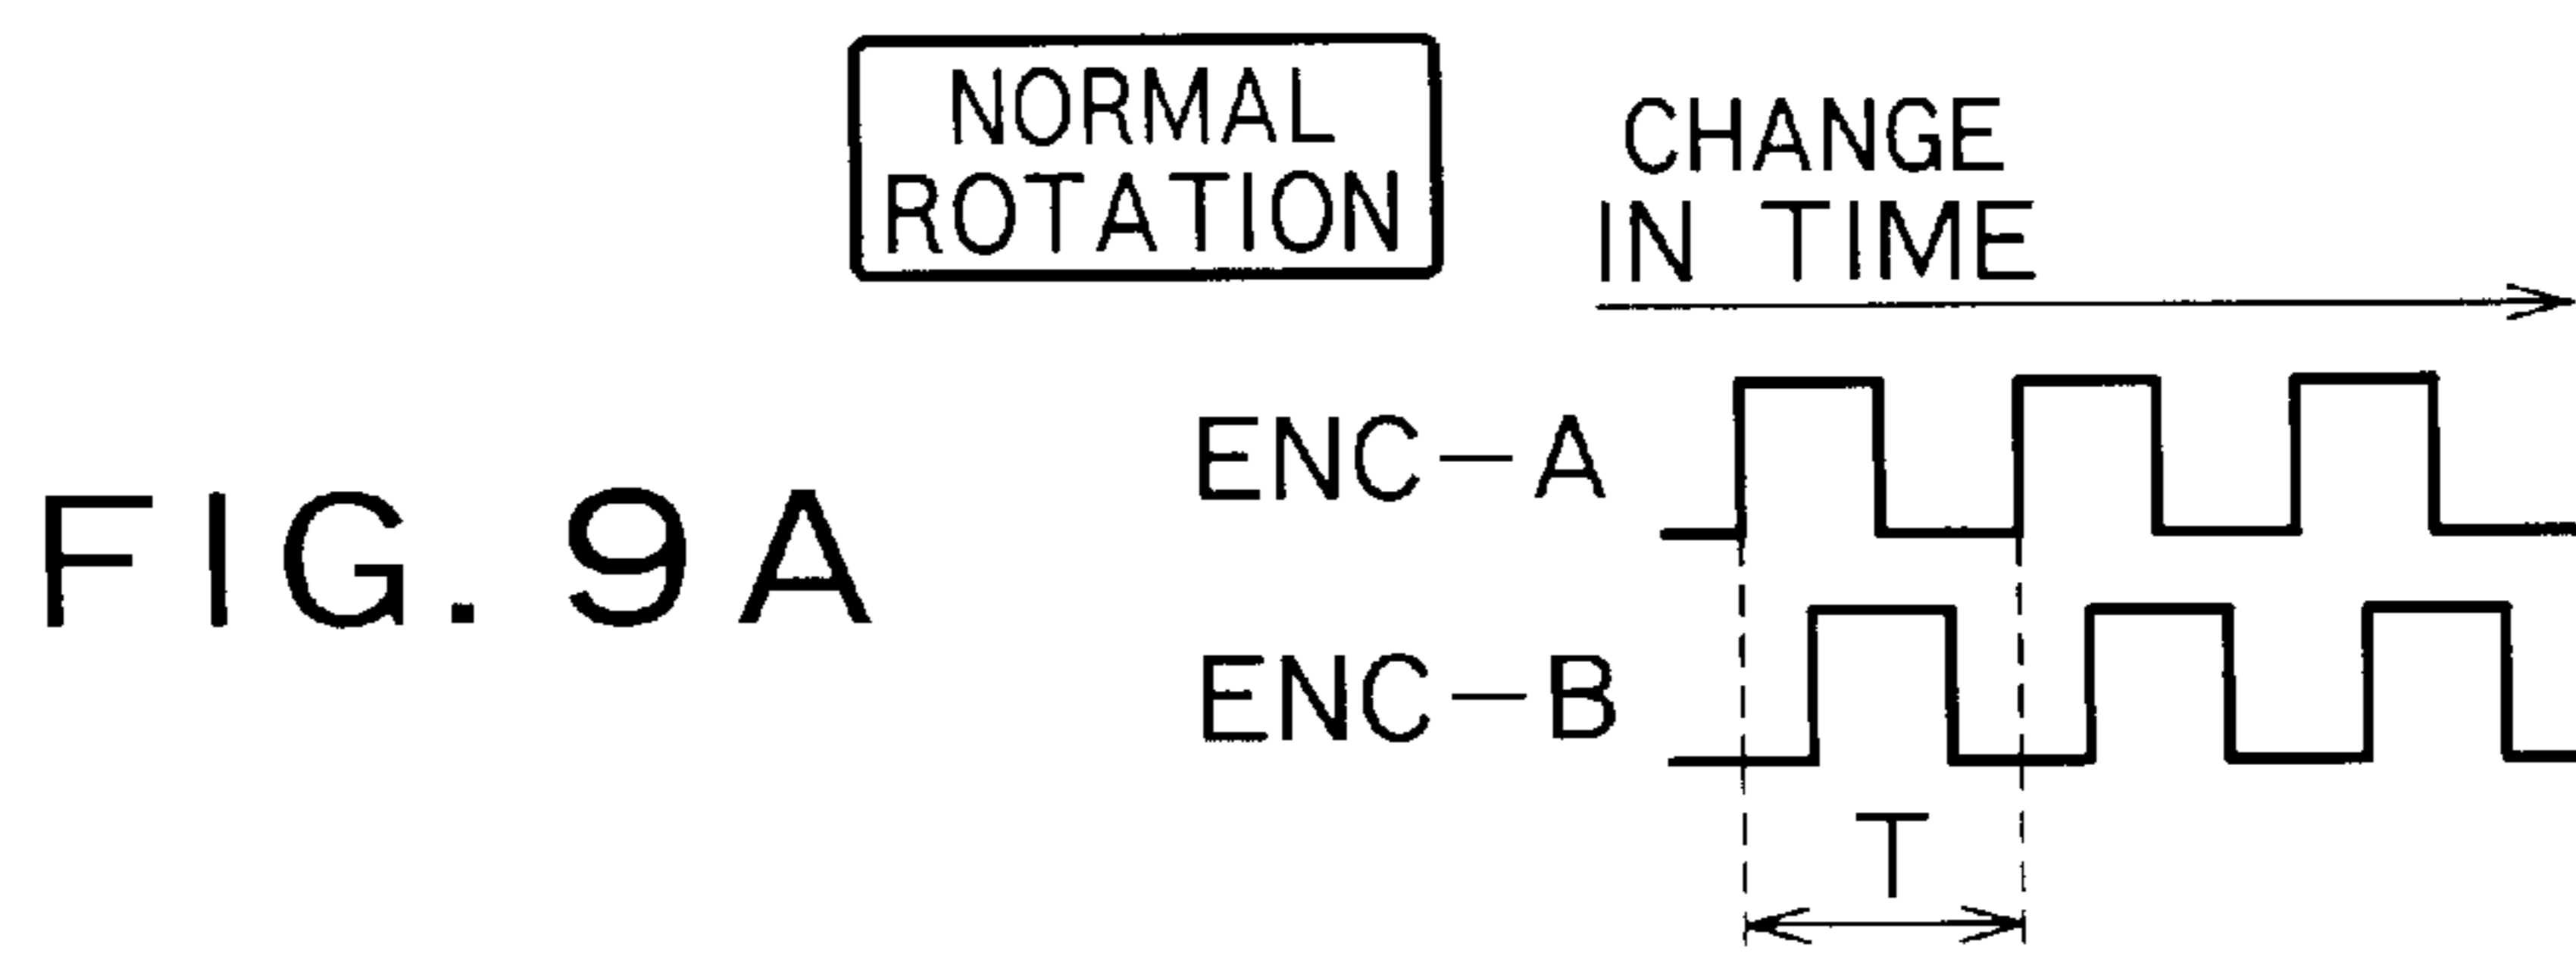 NORMAL
ROTATION
CHANGE
IN TIME
ENC-A
FIG. 9A
ENC-B
T